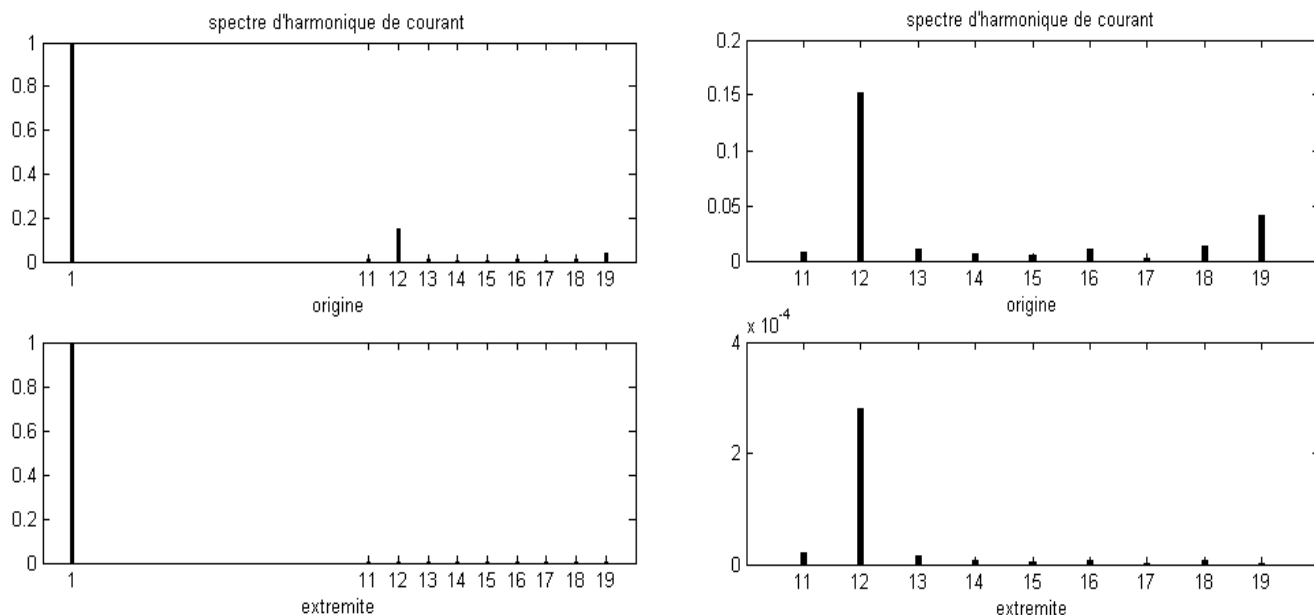 spectre d'harmonique de courant
1
0.8
0.6
0.4
0.2
0
1 11 12 13 14 15 16 17 18 19
origine
spectre d'harmonique de courant
0.2
0.15
0.1
0.05
0
11 12 13 14 15 16 17 18 19
origine
1
0.8
0.6
0.4
0.2
0
1 11 12 13 14 15 16 17 18 19
extremite
x 10-4
4
2
0
11 12 13 14 15 16 17 18 19
extremite